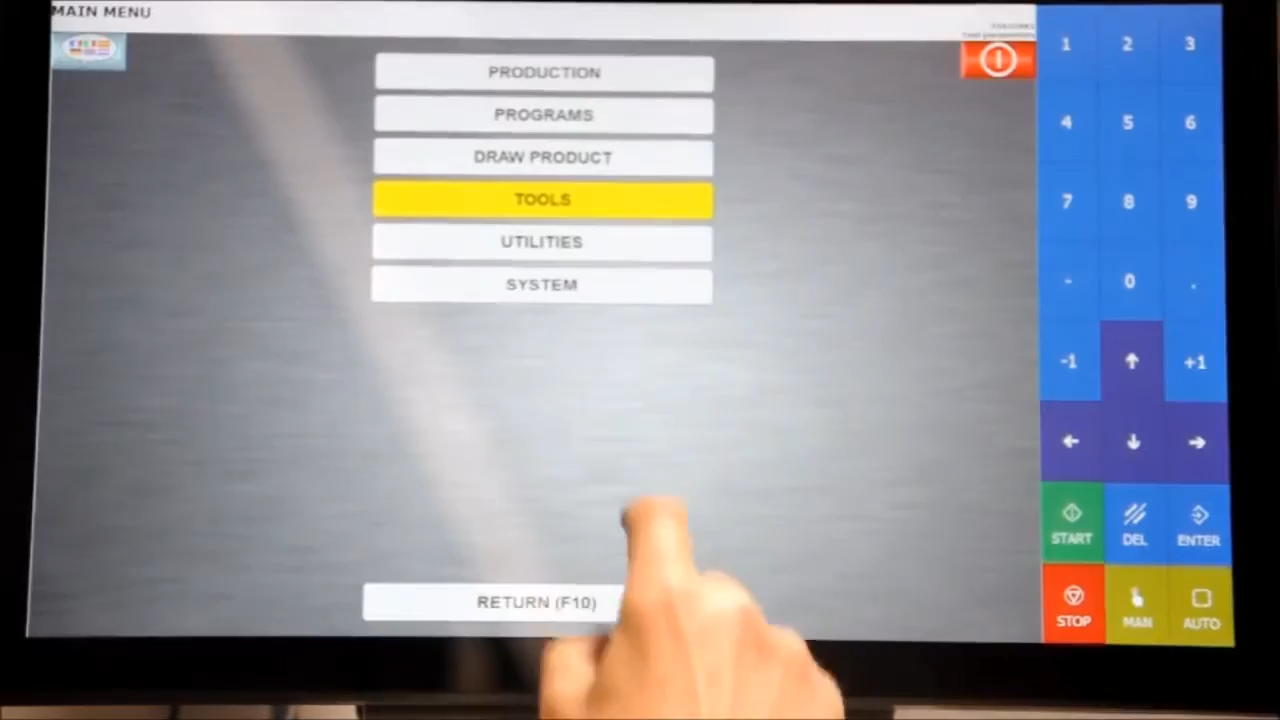 MAIN MENU
PRODUCTION
PROGRAMS
DRAW PRODUCT
TOOLS
UTILITIES
SYSTEM
RETURN (F10)
1 2 3
4 5 6
7 8 9
- 0 .
-1 +1
START DEL ENTER
STOP MAN AUTO